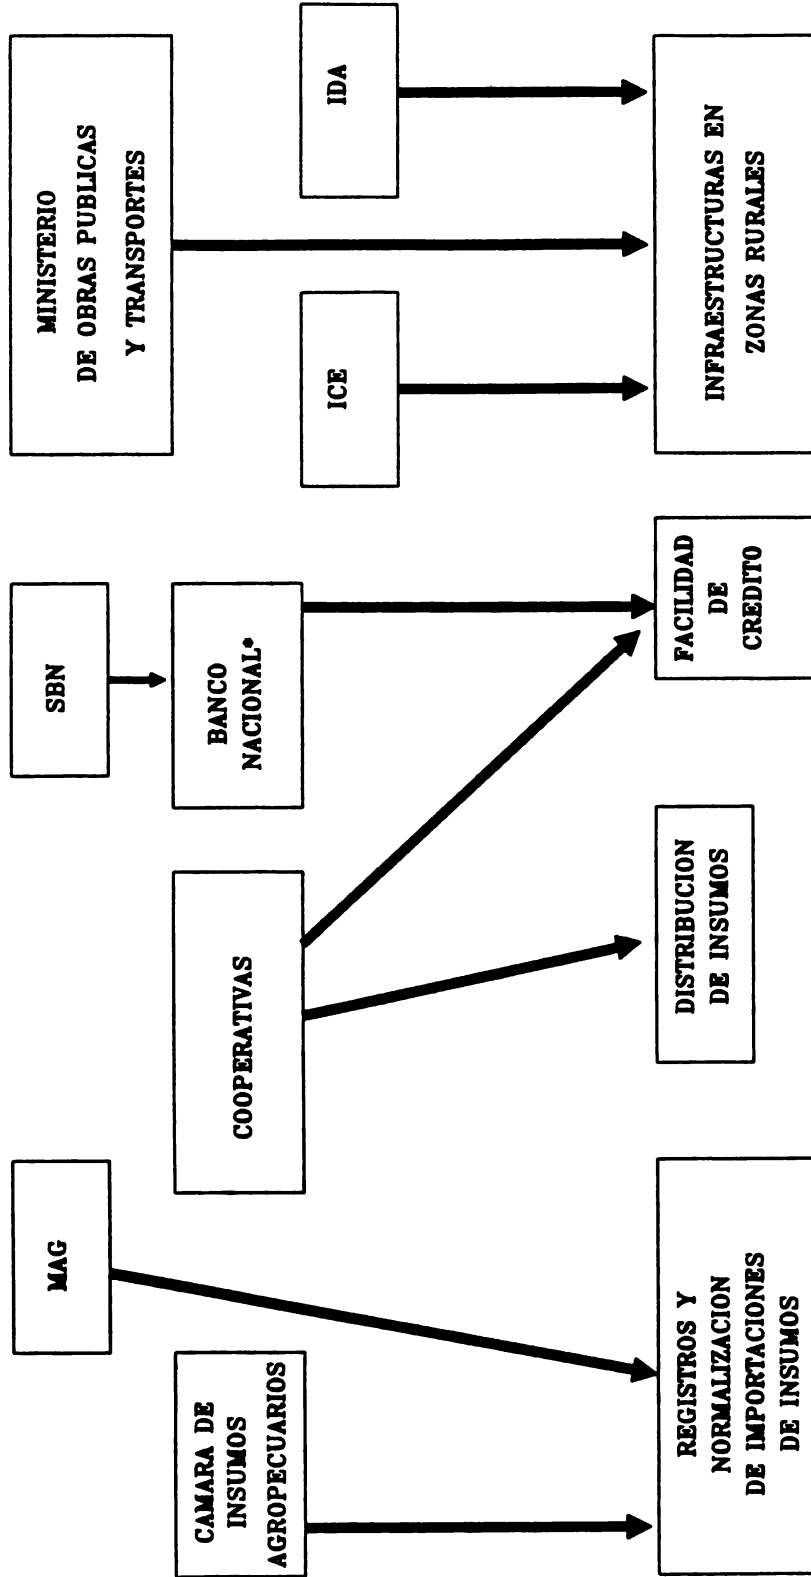 MAG
SBN
MINISTERIO
DE OBRAS PUBLICAS
Y TRANSPORTES
CAMARA DE
INSUMOS
AGROPECUARIOS
COOPERATIVAS
BANCO
NACIONAL*
ICE
IDA
REGISTROS Y
NORMALIZACION
DE IMPORTACIONES
DE INSUMOS
DISTRIBUCION
DE INSUMOS
FACILIDAD
DE
CREDITO
INFRAESTRUCTURAS EN
ZONAS RURALES